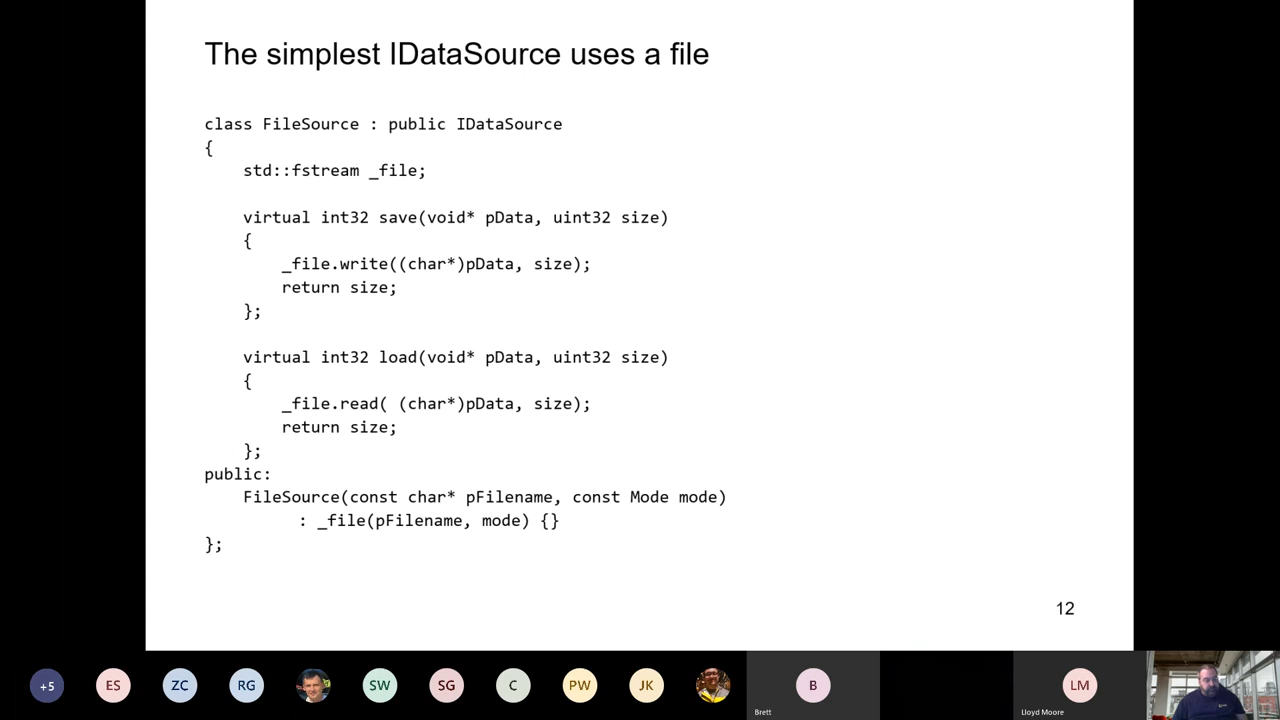 The simplest IDataSource uses a file
class FileSource : public IDataSource
{
std::fstream _file;
virtual int32 save(void* pData, uint32 size)
{
_file.write((char*)pData, size);
return size;
};
virtual int32 load(void* pData, uint32 size)
{
_file.read( (char*)pData, size);
return size;
};
public:
FileSource(const char* pFilename, const Mode mode)
: _file(pFilename, mode) {}
};
12
+5
ES
ZC
RG
SW
SG
C
PW
JK
B
LM
Brett
Lloyd Moore